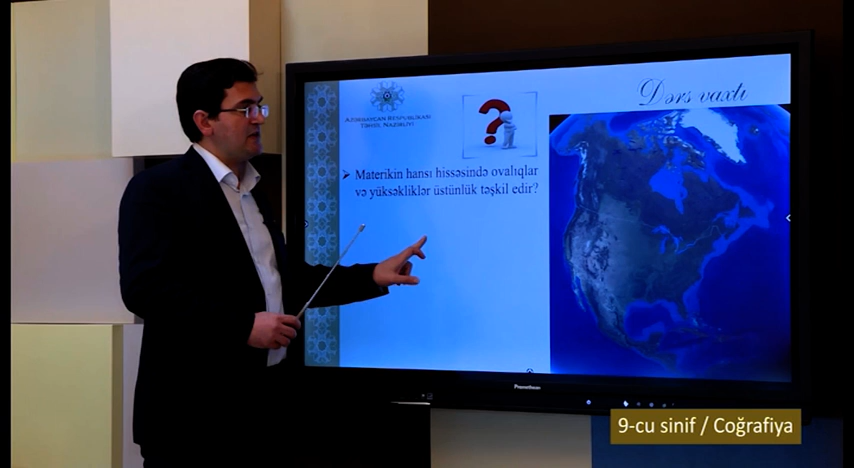 Dərs vaxtı
AZƏRBAYCAN RESPUBLİKASI
TƏHSİL NAZİRLİYİ
?
➤ Materikin hansı hissəsində ovalıqlar
və yüksəkliklər üstünlük təşkil edir?
Promethean
9-cu sinif / Coğrafiya